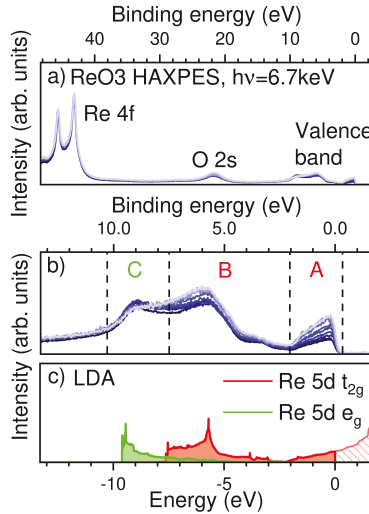 Binding energy (eV)
40 30 20 10 0
a) ReO3 HAXPES, hν=6.7keV
Re 4f
O 2s
Valence
band
Intensity (arb. units)
Binding energy (eV)
10.0 5.0 0.0
b) C B A
Intensity (arb. units)
c) LDA
Re 5d t2g
Re 5d eg
-10 -5 0
Energy (eV)